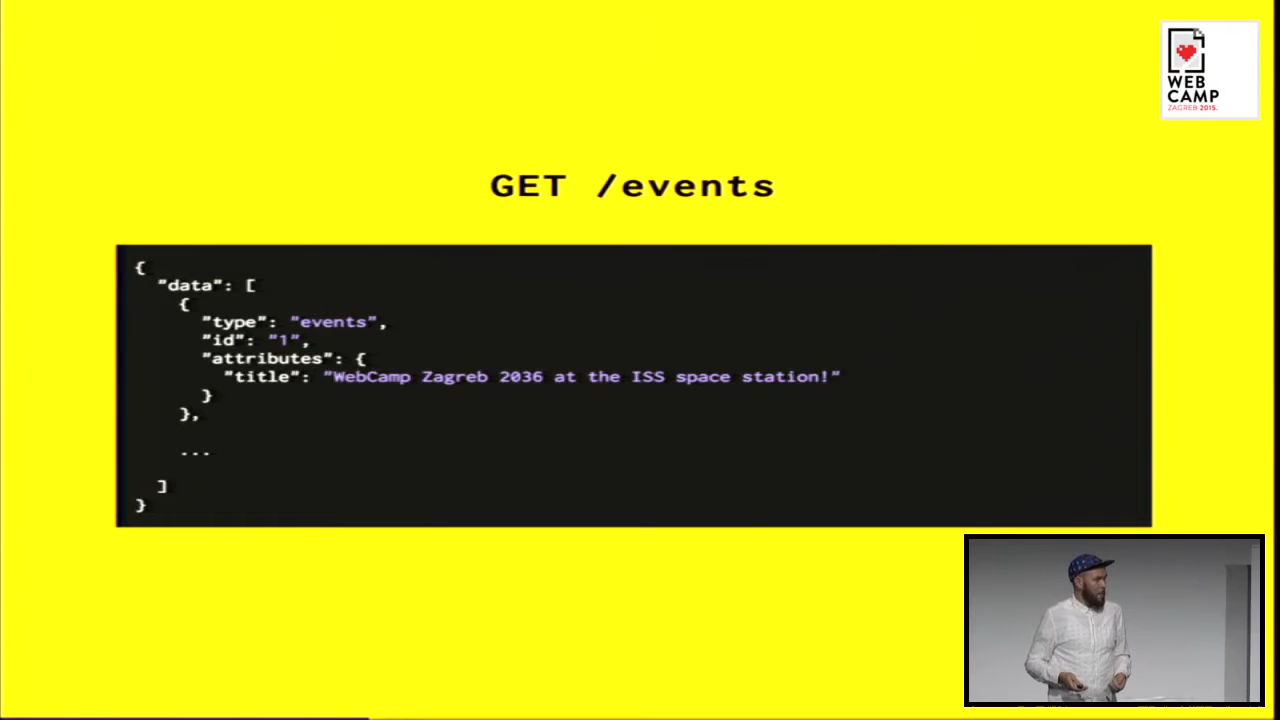 WEB
CAMP
ZAGREB 2015.
GET /events
{
"data": [
{
"type": "events",
"id": "1",
"attributes": {
"title": "WebCamp Zagreb 2036 at the ISS space station!"
}
},
...
]
}